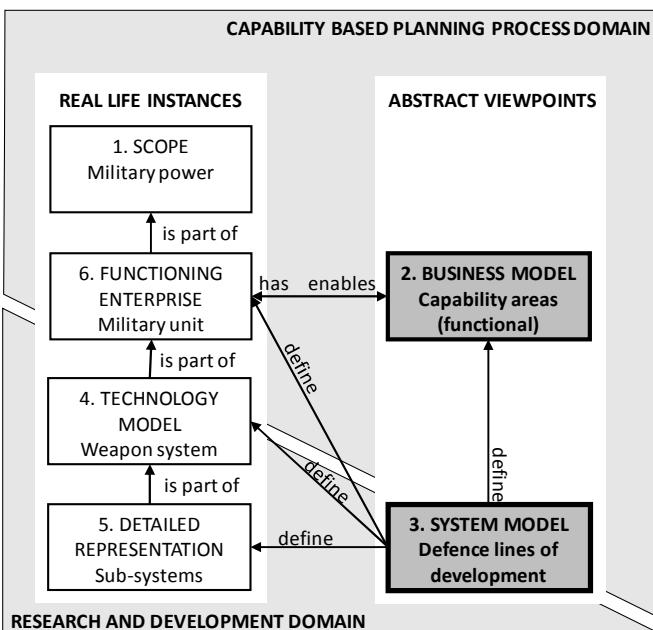 CAPABILITY BASED PLANNING PROCESS DOMAIN
REAL LIFE INSTANCES
1. SCOPE
Military power
is part of
6. FUNCTIONING
ENTERPRISE
Military unit
is part of
4. TECHNOLOGY
MODEL
Weapon system
is part of
5. DETAILED
REPRESENTATION
Sub-systems
has enables
define
define
define
ABSTRACT VIEWPOINTS
2. BUSINESS MODEL
Capability areas
(functional)
define
3. SYSTEM MODEL
Defence lines of
development
RESEARCH AND DEVELOPMENT DOMAIN